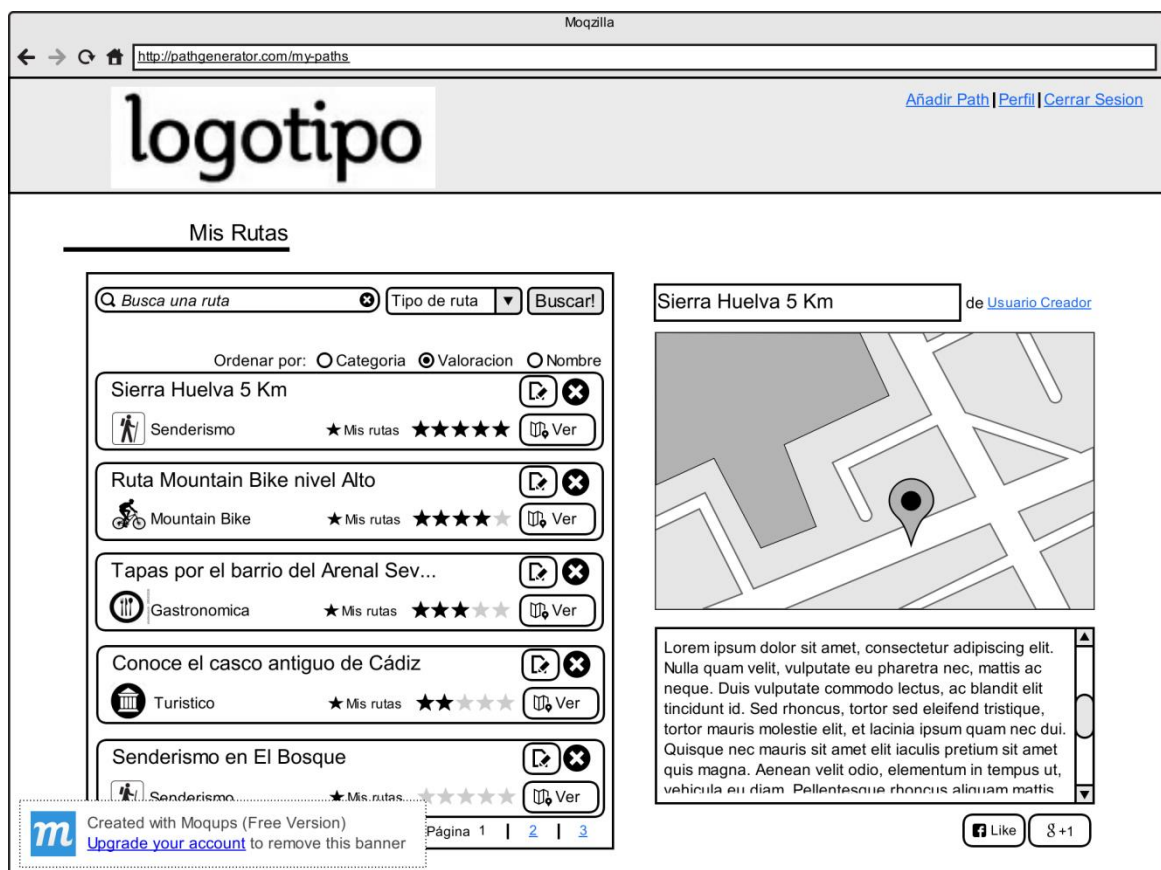 Moqzilla
http://pathgenerator.com/my-paths
logotipo
Añadir Path | Perfil | Cerrar Sesion
Mis Rutas
Busca una ruta
Tipo de ruta
Buscar!
Ordenar por: Categoria Valoracion Nombre
Sierra Huelva 5 Km
Senderismo
Mis rutas
Ver
Ruta Mountain Bike nivel Alto
Mountain Bike
Mis rutas
Ver
Tapas por el barrio del Arenal Sev...
Gastronomica
Mis rutas
Ver
Conoce el casco antiguo de Cádiz
Turistico
Mis rutas
Ver
Senderismo en El Bosque
Senderismo
Mis rutas
Ver
Página 1 | 2 | 3
m
Created with Moqups (Free Version)
Upgrade your account to remove this banner
Sierra Huelva 5 Km
de Usuario Creador
Lorem ipsum dolor sit amet, consectetur adipiscing elit.
Nulla quam velit, vulputate eu pharetra nec, mattis ac
neque. Duis vulputate commodo lectus, ac blandit elit
tincidunt id. Sed rhoncus, tortor sed eleifend tristique,
tortor mauris molestie elit, et lacinia ipsum quam nec dui.
Quisque nec mauris sit amet elit iaculis pretium sit amet
quis magna. Aenean velit odio, elementum in tempus ut,
vehicula eu diam. Pellentesque rhoncus aliquam mattis
f Like
g +1